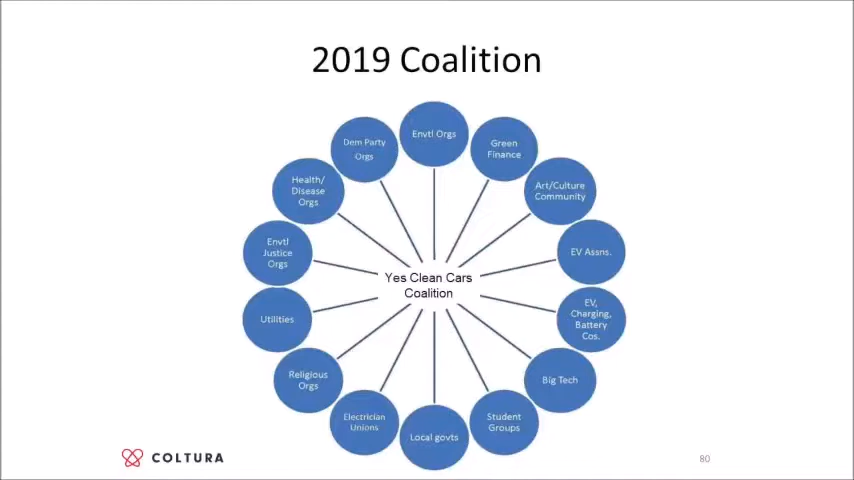 2019 Coalition
Envtl Orgs
Green
Finance
Art/Culture
Community
EV Assns.
EV,
Charging,
Battery
Cos.
Big Tech
Student
Groups
Local govts
Electrician
Unions
Religious
Orgs
Utilities
Envtl
Justice
Orgs
Health/
Disease
Orgs
Dem Party
Orgs
Yes Clean Cars
Coalition
COLTURA
80